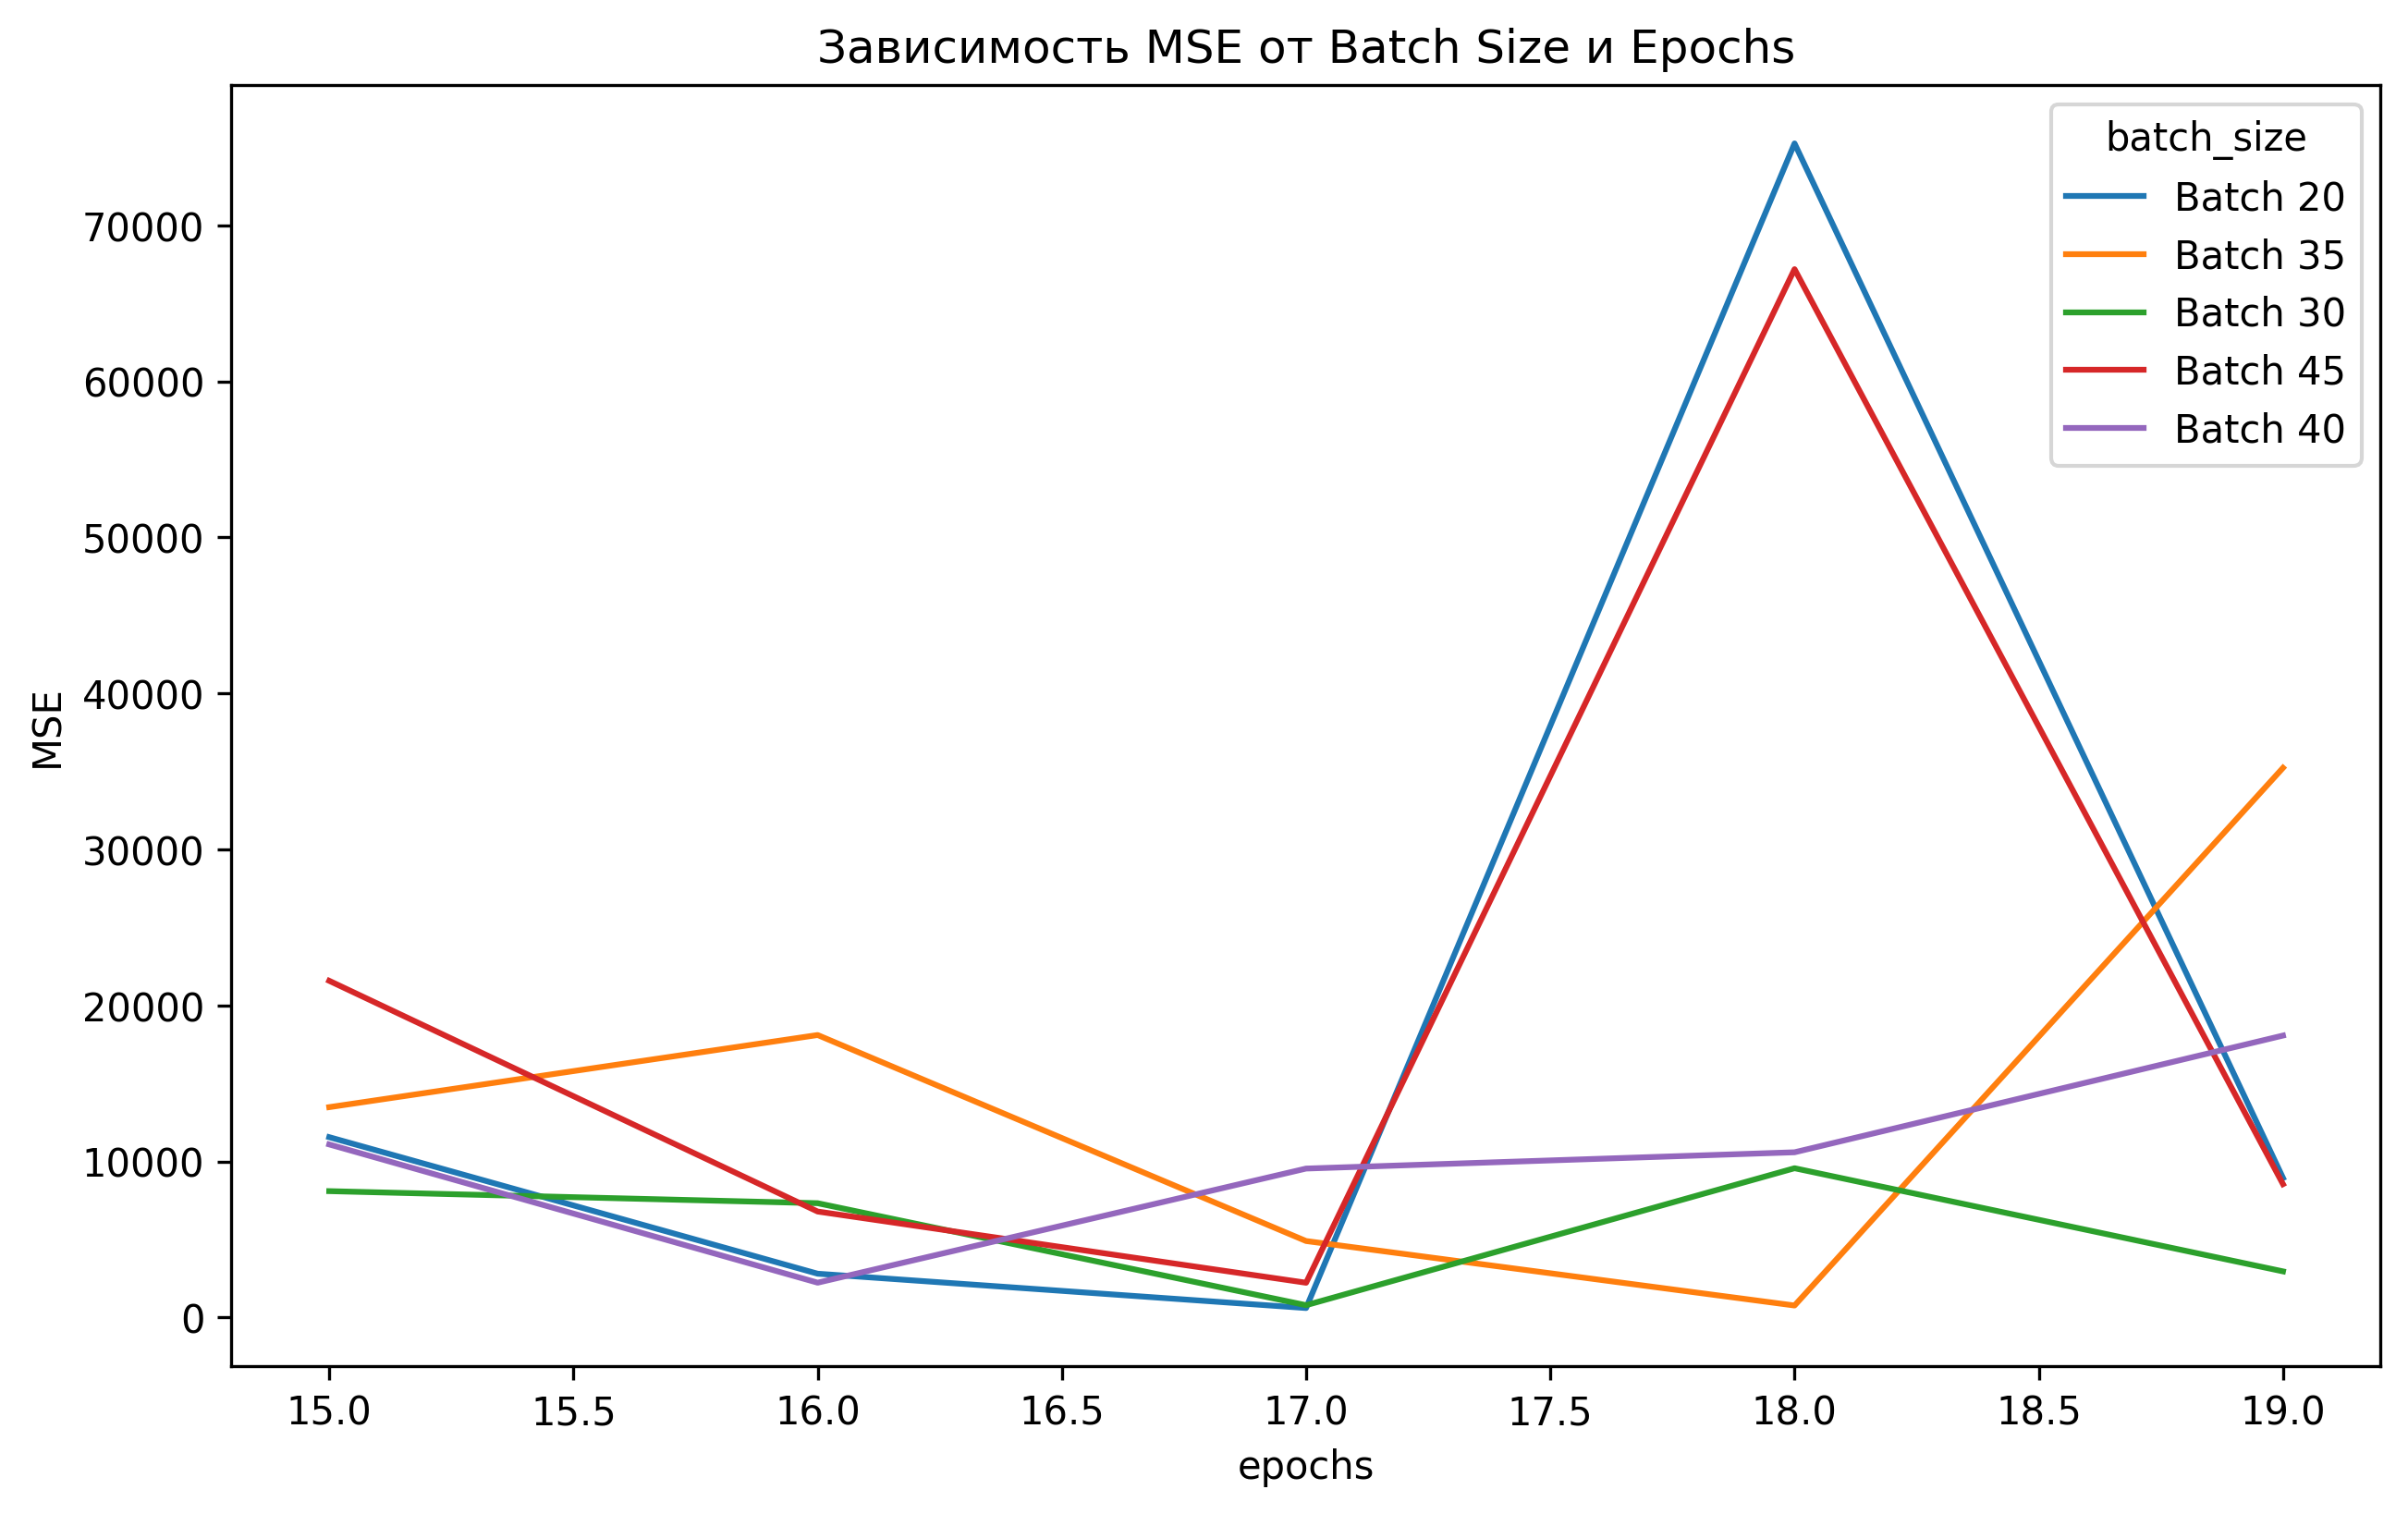 Зависимость MSE от Batch Size и Epochs
batch_size
Batch 20
Batch 35
Batch 30
Batch 45
Batch 40
MSE
70000
60000
50000
40000
30000
20000
10000
0
15.0 15.5 16.0 16.5 17.0 17.5 18.0 18.5 19.0
epochs